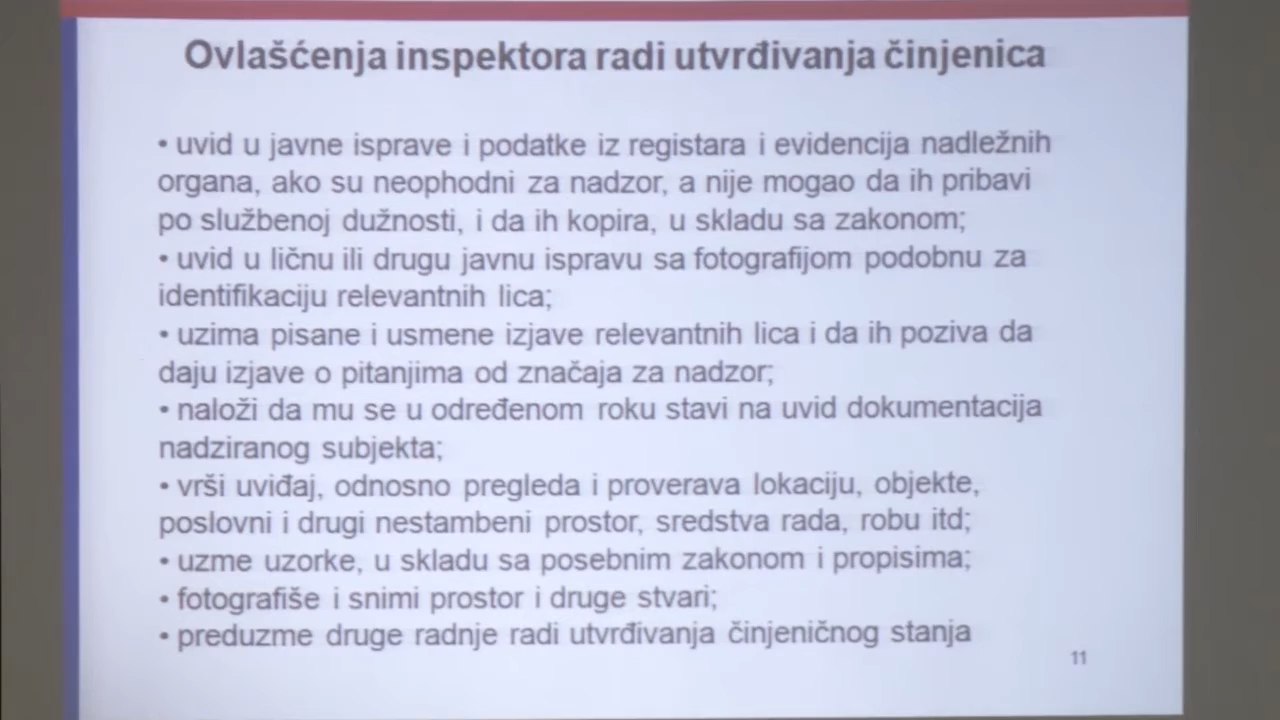 Ovlašćenja inspektora radi utvrđivanja činjenica
• uvid u javne isprave i podatke iz registara i evidencija nadležnih
organa, ako su neophodni za nadzor, a nije mogao da ih pribavi
po službenoj dužnosti, i da ih kopira, u skladu sa zakonom;
• uvid u ličnu ili drugu javnu ispravu sa fotografijom podobnu za
identifikaciju relevantnih lica;
• uzima pisane i usmene izjave relevantnih lica i da ih poziva da
daju izjave o pitanjima od značaja za nadzor;
• naloži da mu se u određenom roku stavi na uvid dokumentacija
nadziranog subjekta;
• vrši uviđaj, odnosno pregleda i proverava lokaciju, objekte,
poslovni i drugi nestambeni prostor, sredstva rada, robu itd;
• uzme uzorke, u skladu sa posebnim zakonom i propisima;
• fotografiše i snimi prostor i druge stvari;
• preduzme druge radnje radi utvrđivanja činjeničnog stanja
11